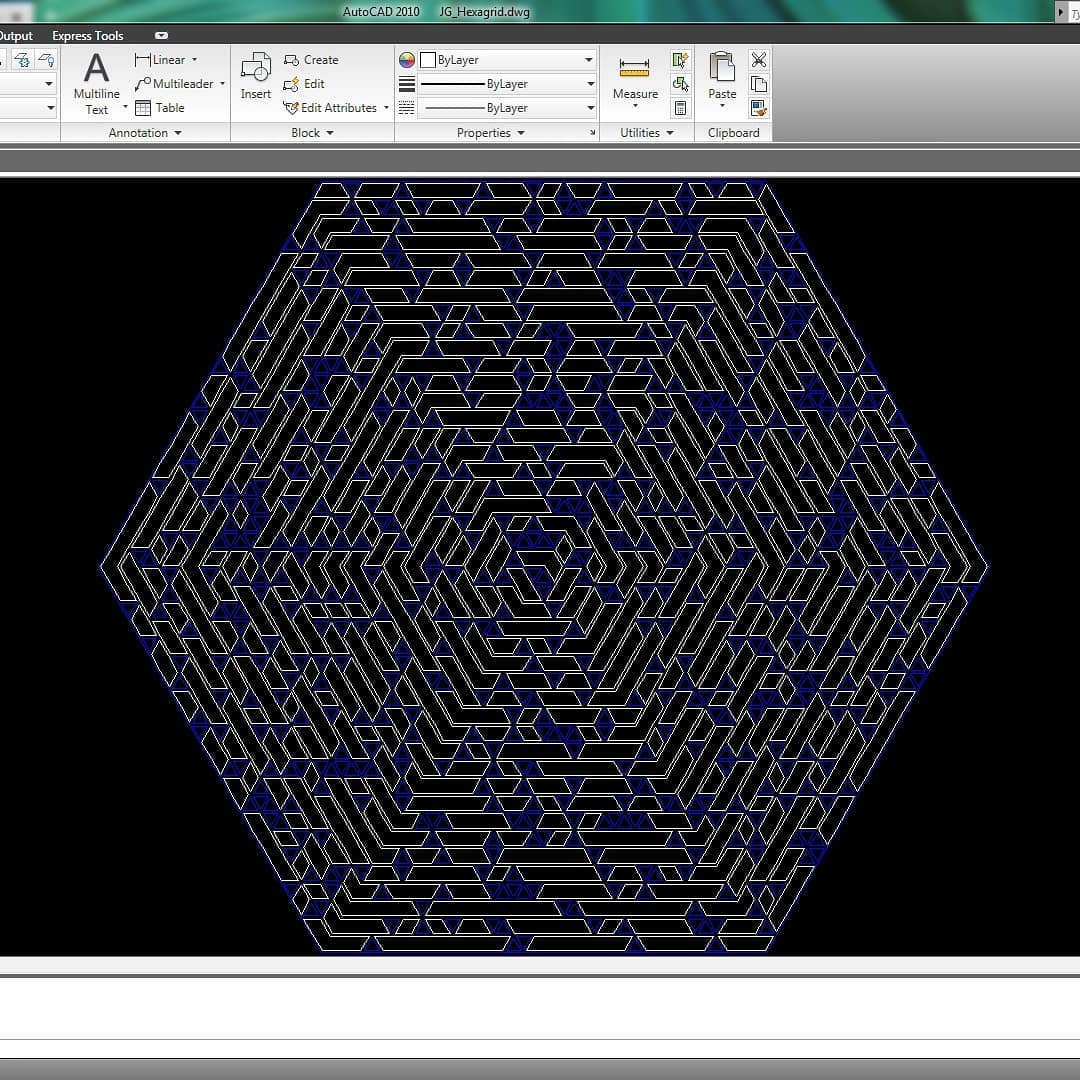 AutoCAD 2010 JG_Hexagrid.dwg
Output Express Tools
Linear Create ByLayer
A
Multiline Text
Multileader Insert Edit ByLayer Measure Paste
Table Edit Attributes ByLayer
Annotation Block Properties Utilities Clipboard